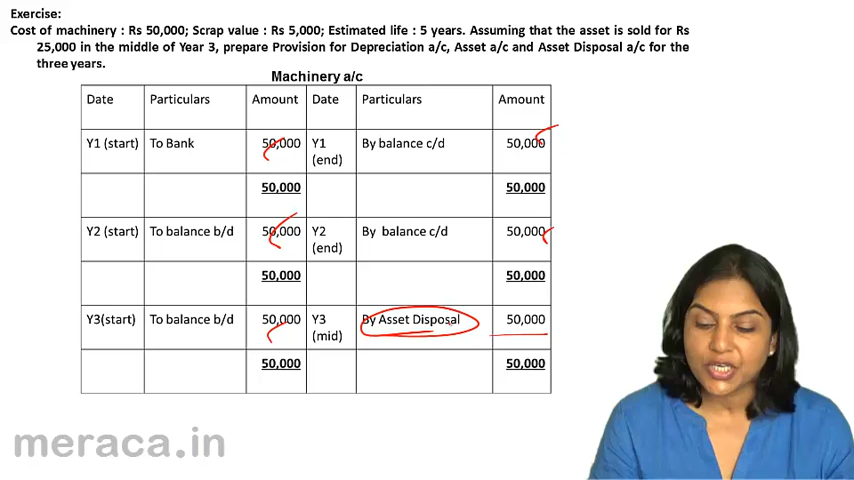 Exercise:
Cost of machinery : Rs 50,000; Scrap value : Rs 5,000; Estimated life : 5 years. Assuming that the asset is sold for Rs
25,000 in the middle of Year 3, prepare Provision for Depreciation a/c, Asset a/c and Asset Disposal a/c for the
three years.
Machinery a/c
Date Particulars Amount Date Particulars Amount
Y1 (start) To Bank 50,000 Y1 (end) By balance c/d 50,000
50,000 50,000
Y2 (start) To balance b/d 50,000 Y2 (end) By balance c/d 50,000
50,000 50,000
Y3(start) To balance b/d 50,000 Y3 (mid) By Asset Disposal 50,000
50,000 50,000
meraca.in